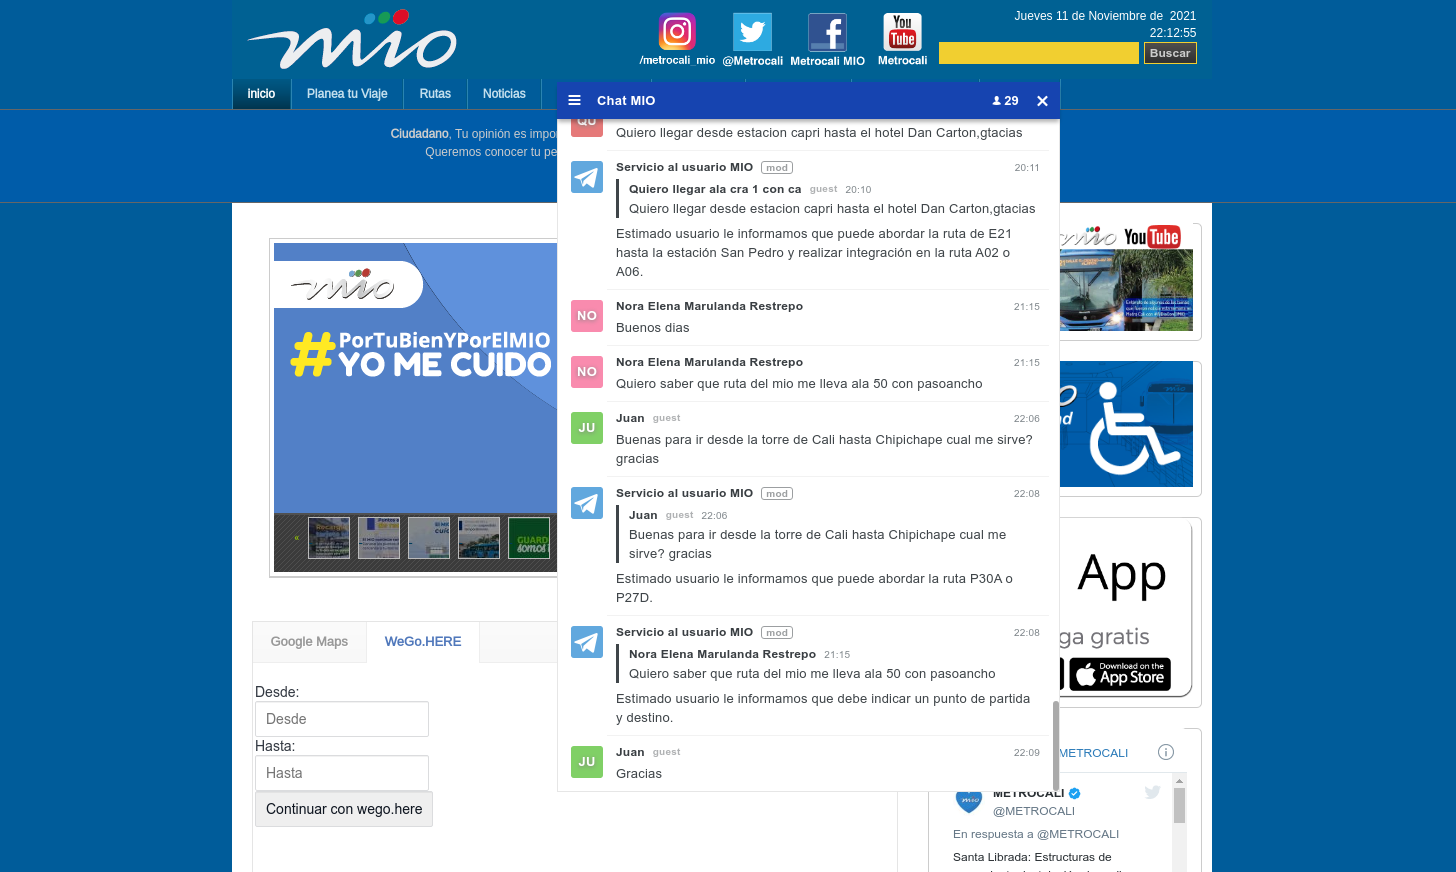 mio
/metrocali_mio
@Metrocali
Metrocali MIO
You
Tube
Metrocali
Jueves 11 de Noviembre de 2021
22:12:55
Buscar
inicio
Planea tu Viaje
Rutas
Noticias
Ciudadano, Tu opinión es impor
Queremos conocer tu pe
Chat MIO
29
QU
Quiero llegar desde estacion capri hasta el hotel Dan Carton,gtacias
Servicio al usuario MIO mod 20:11
Quiero llegar ala cra 1 con ca guest 20:10
Quiero llegar desde estacion capri hasta el hotel Dan Carton,gtacias
Estimado usuario le informamos que puede abordar la ruta de E21
hasta la estación San Pedro y realizar integración en la ruta A02 o
A06.
NO
Nora Elena Marulanda Restrepo 21:15
Buenos dias
NO
Nora Elena Marulanda Restrepo 21:15
Quiero saber que ruta del mio me lleva ala 50 con pasoancho
JU
Juan guest 22:06
Buenas para ir desde la torre de Cali hasta Chipichape cual me sirve?
gracias
Servicio al usuario MIO mod 22:08
Juan guest 22:06
Buenas para ir desde la torre de Cali hasta Chipichape cual me
sirve? gracias
Estimado usuario le informamos que puede abordar la ruta P30A o
P27D.
Servicio al usuario MIO mod 22:08
Nora Elena Marulanda Restrepo 21:15
Quiero saber que ruta del mio me lleva ala 50 con pasoancho
Estimado usuario le informamos que debe indicar un punto de partida
y destino.
JU
Juan guest 22:09
Gracias
mio
#PorTuBienYPorElMIO
YO ME CUIDO
«
GUARD
somos
Google Maps
WeGo.HERE
Desde:
Desde
Hasta:
Hasta
Continuar con wego.here
mio
YouTube
App
ga gratis
Download on the
App Store
METROCALI
METROCALI
@METROCALI
En respuesta a @METROCALI
Santa Librada: Estructuras de